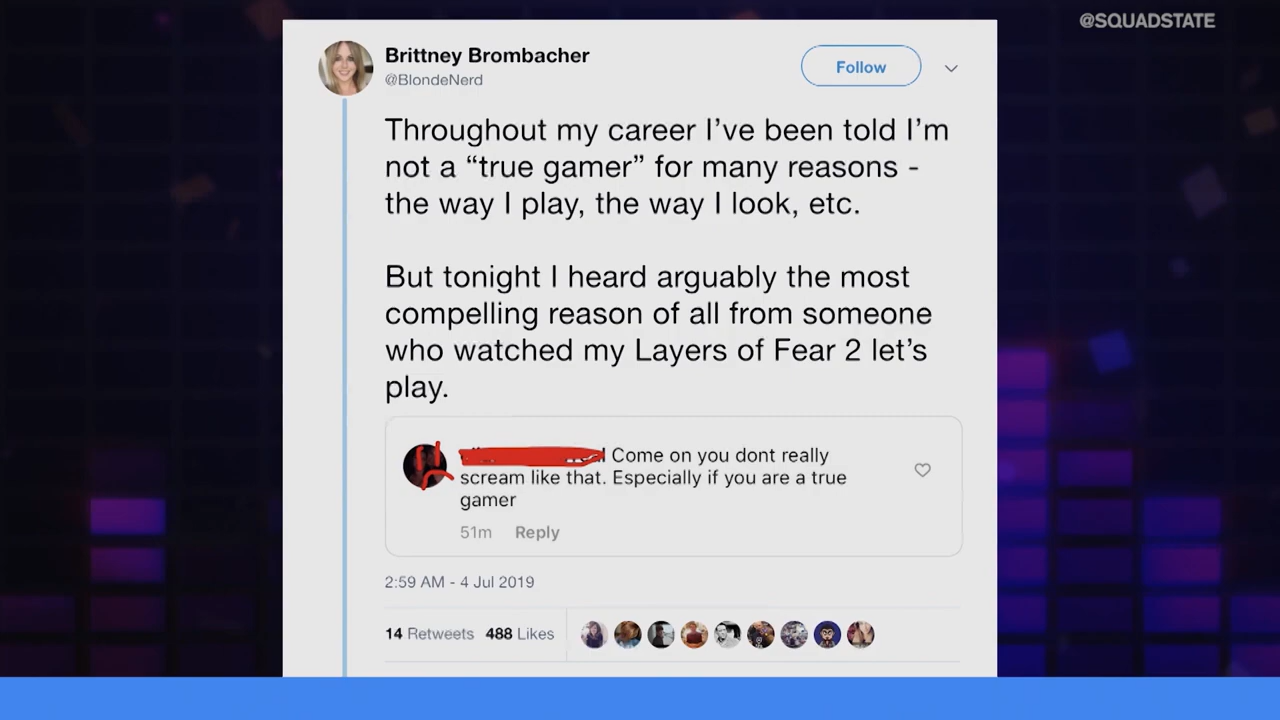 @SQUADSTATE
Brittney Brombacher
@BlondeNerd
Follow
Throughout my career I’ve been told I’m
not a “true gamer” for many reasons -
the way I play, the way I look, etc.
But tonight I heard arguably the most
compelling reason of all from someone
who watched my Layers of Fear 2 let’s
play.
Come on you dont really
scream like that. Especially if you are a true
gamer
51m Reply
2:59 AM - 4 Jul 2019
14 Retweets 488 Likes